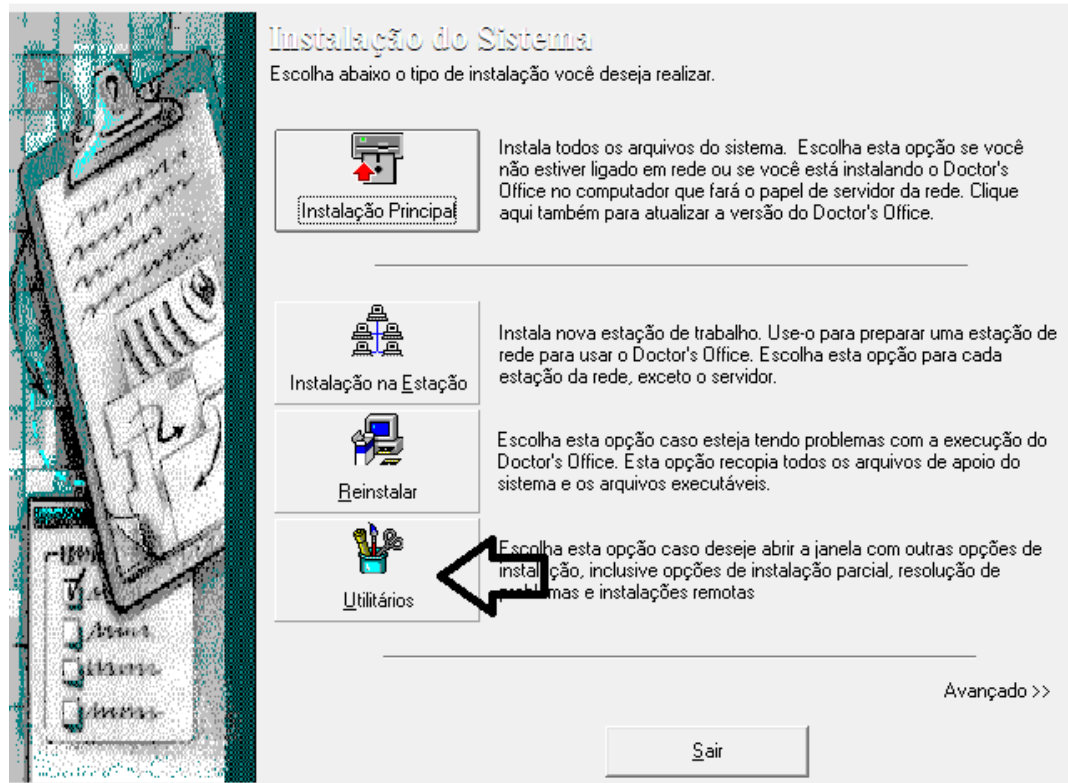 Instalação do Sistema
Escolha abaixo o tipo de instalação você deseja realizar.
Instalação Principal
Instala todos os arquivos do sistema. Escolha esta opção se você
não estiver ligado em rede ou se você está instalando o Doctor's
Office no computador que fará o papel de servidor da rede. Clique
aqui também para atualizar a versão do Doctor's Office.
Instalação na Estação
Instala nova estação de trabalho. Use-o para preparar uma estação de
rede para usar o Doctor's Office. Escolha esta opção para cada
estação da rede, exceto o servidor.
Reinstalar
Escolha esta opção caso esteja tendo problemas com a execução do
Doctor's Office. Esta opção recopia todos os arquivos de apoio do
sistema e os arquivos executáveis.
Utilitários
Escolha esta opção caso deseje abrir a janela com outras opções de
instalação, inclusive opções de instalação parcial, resolução de
problemas e instalações remotas
Avançado >>
Sair